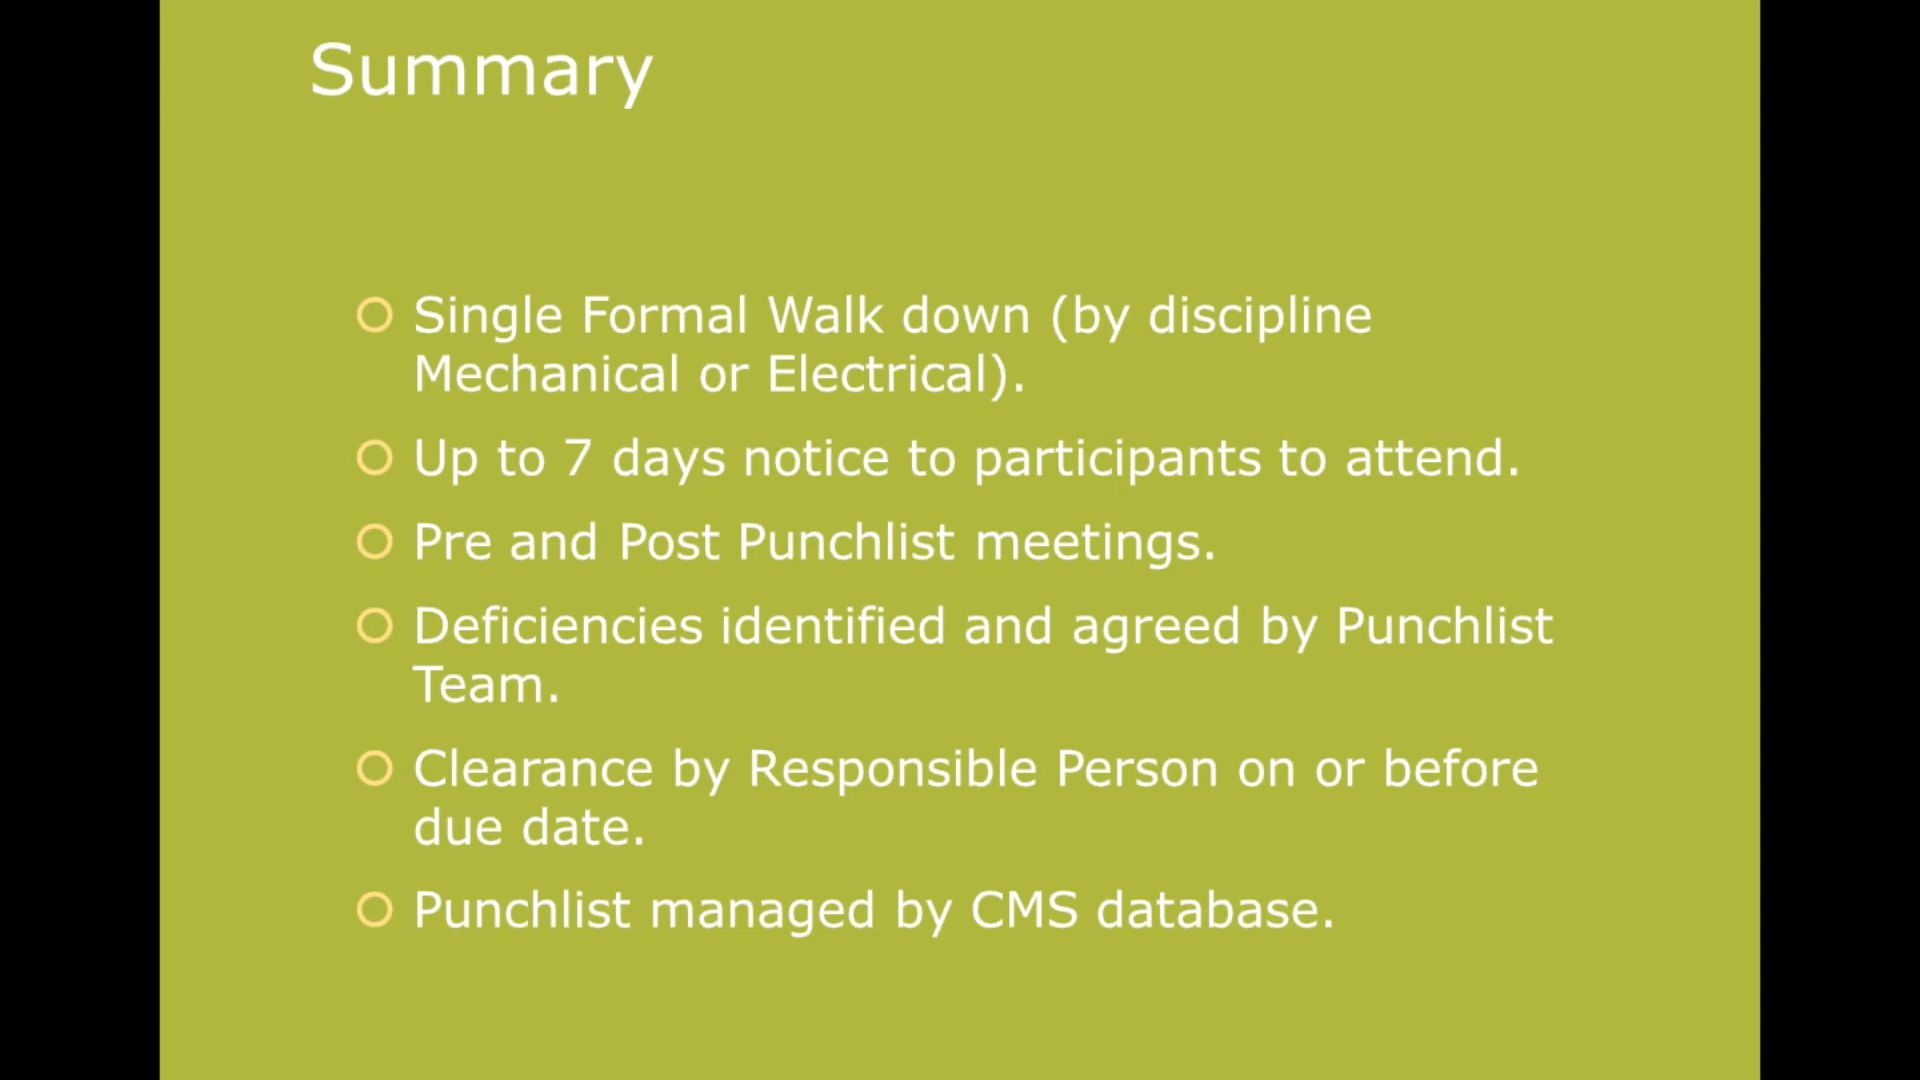 Summary
Single Formal Walk down (by discipline
Mechanical or Electrical).
Up to 7 days notice to participants to attend.
Pre and Post Punchlist meetings.
Deficiencies identified and agreed by Punchlist
Team.
Clearance by Responsible Person on or before
due date.
Punchlist managed by CMS database.